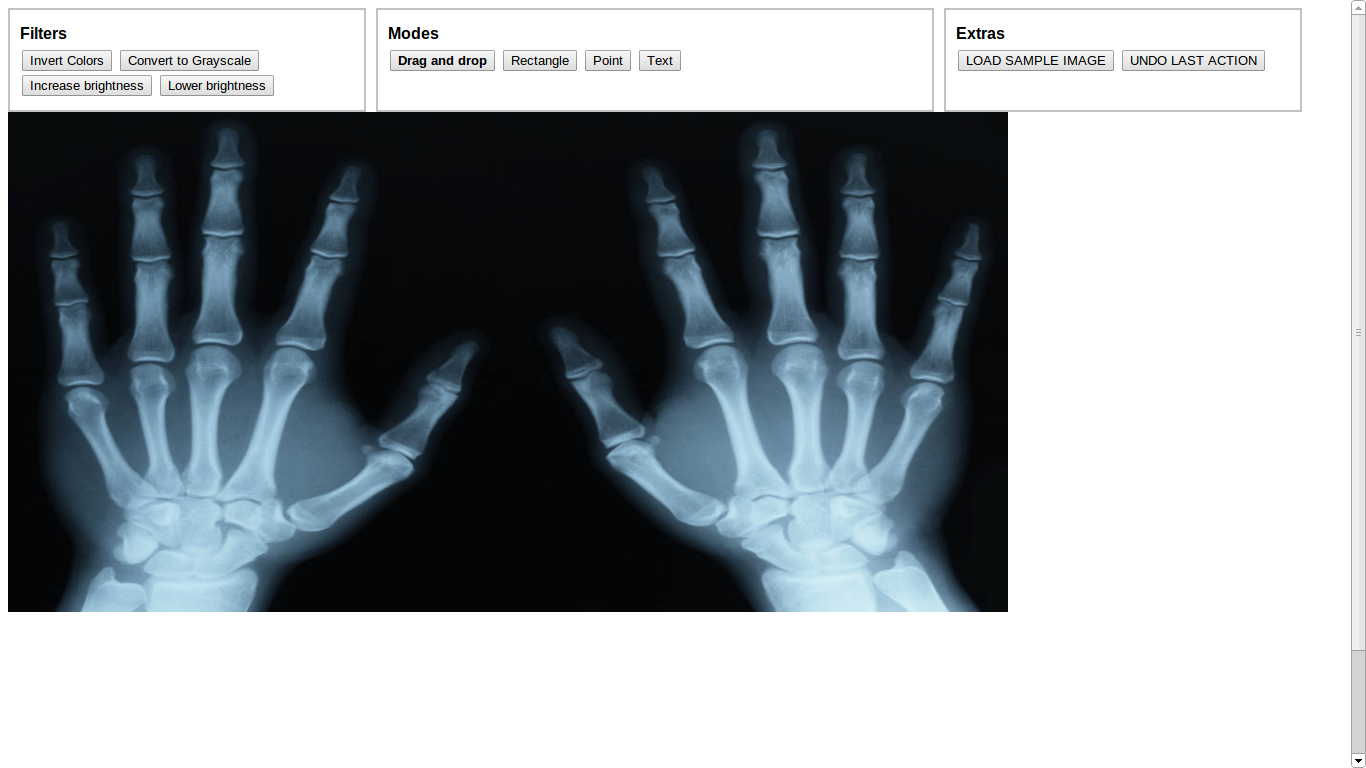 Filters
Invert Colors Convert to Grayscale
Increase brightness Lower brightness
Modes
Drag and drop Rectangle Point Text
Extras
LOAD SAMPLE IMAGE UNDO LAST ACTION